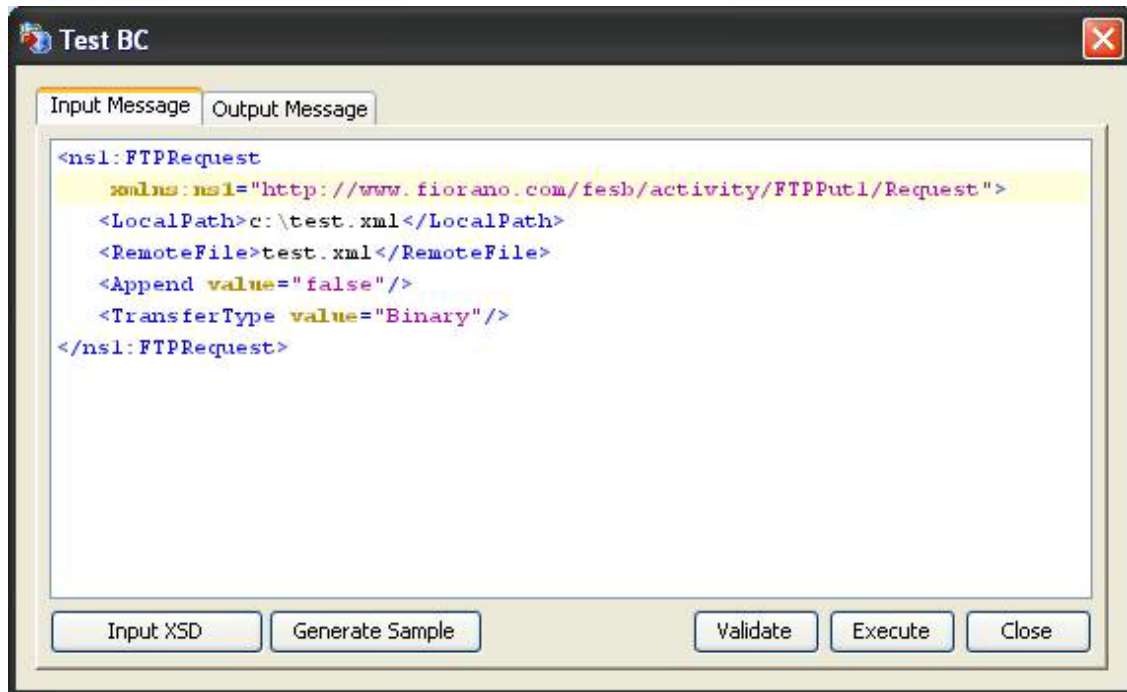 Test BC
Input Message Output Message
<ns1:FTPRequest
xmlns:ns1="http://www.fiorano.com/fesb/activity/FTPPut1/Request">
<LocalPath>c:\test.xml</LocalPath>
<RemoteFile>test.xml</RemoteFile>
<Append value="false"/>
<TransferType value="Binary"/>
</ns1:FTPRequest>
Input XSD Generate Sample Validate Execute Close